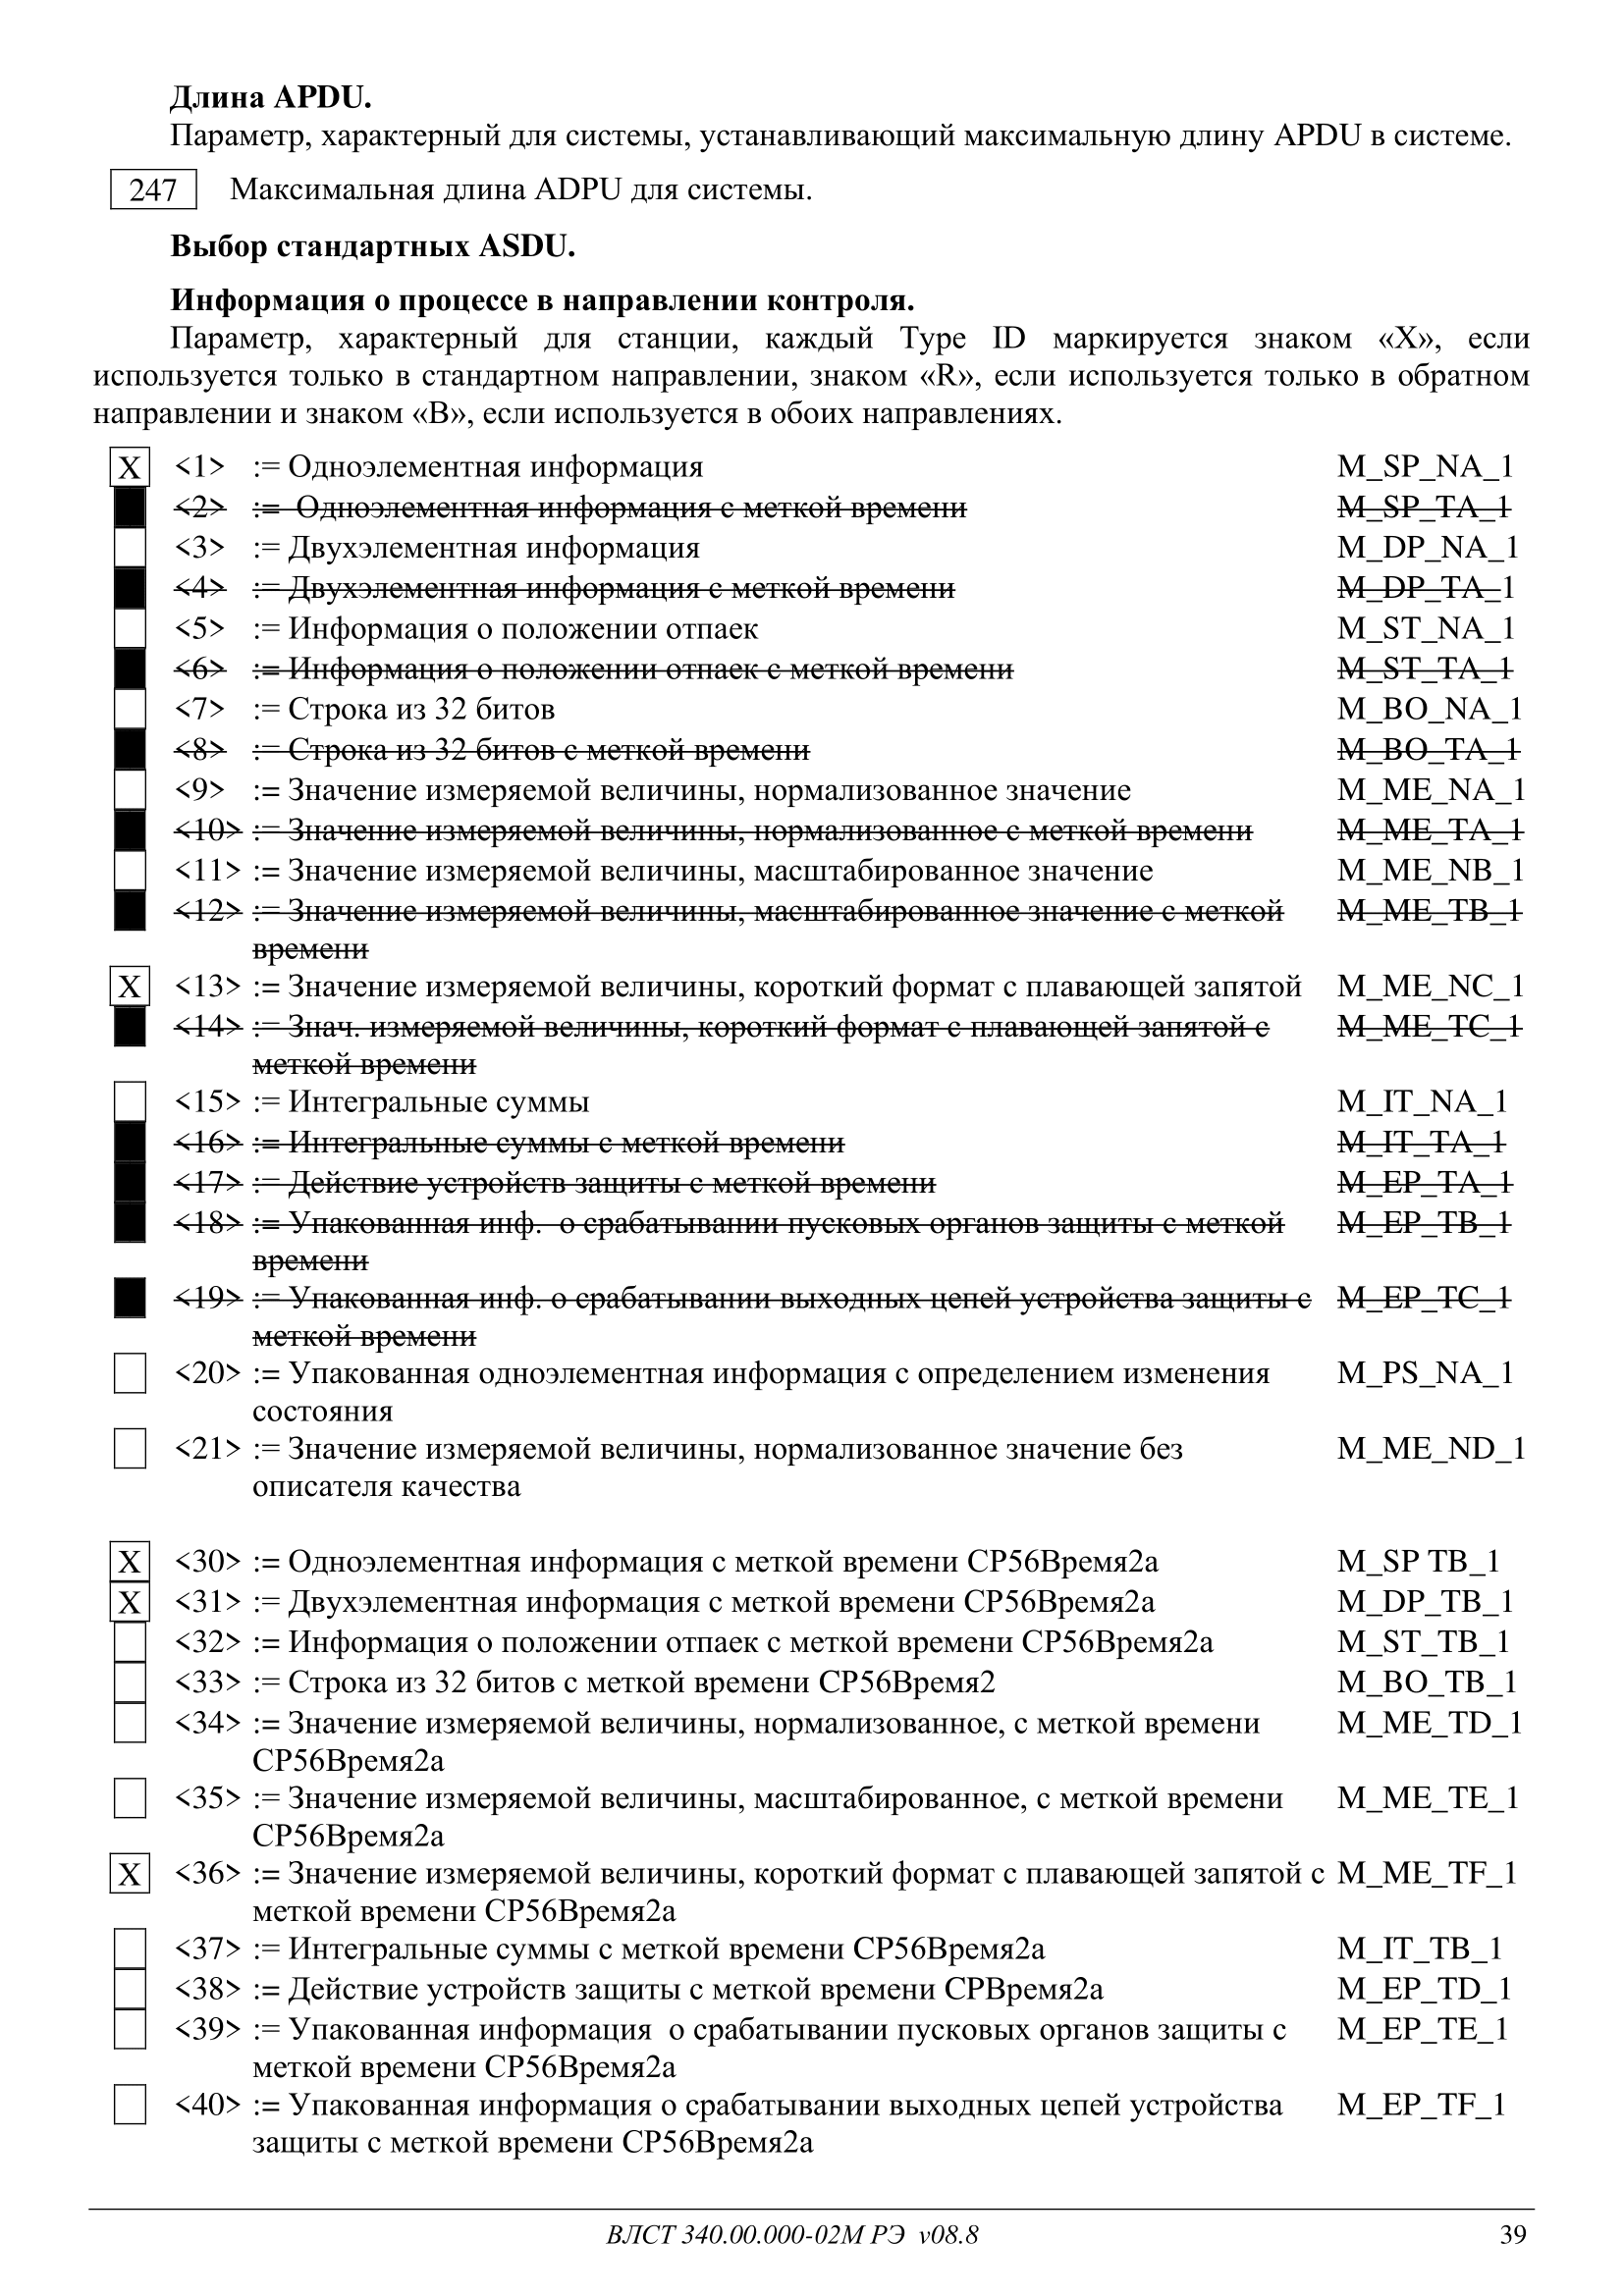 Длина APDU.
Параметр, характерный для системы, устанавливающий максимальную длину APDU в системе.
247 Максимальная длина ADPU для системы.
Выбор стандартных ASDU.
Информация о процессе в направлении контроля.
Параметр, характерный для станции, каждый Type ID маркируется знаком «X», если
используется только в стандартном направлении, знаком «R», если используется только в обратном
направлении и знаком «B», если используется в обоих направлениях.
X <1> := Одноэлементная информация M_SP_NA_1
<2> := Одноэлементная информация с меткой времени M_SP_TA_1
<3> := Двухэлементная информация M_DP_NA_1
<4> := Двухэлементная информация с меткой времени M_DP_TA_1
<5> := Информация о положении отпаек M_ST_NA_1
<6> := Информация о положении отпаек с меткой времени M_ST_TA_1
<7> := Строка из 32 битов M_BO_NA_1
<8> := Строка из 32 битов с меткой времени M_BO_TA_1
<9> := Значение измеряемой величины, нормализованное значение M_ME_NA_1
<10> := Значение измеряемой величины, нормализованное с меткой времени M_ME_TA_1
<11> := Значение измеряемой величины, масштабированное значение M_ME_NB_1
<12> := Значение измеряемой величины, масштабированное значение с меткой M_ME_TB_1
времени
X <13> := Значение измеряемой величины, короткий формат с плавающей запятой M_ME_NC_1
<14> := Знач. измеряемой величины, короткий формат с плавающей запятой с M_ME_TC_1
меткой времени
<15> := Интегральные суммы M_IT_NA_1
<16> := Интегральные суммы с меткой времени M_IT_TA_1
<17> := Действие устройств защиты с меткой времени M_EP_TA_1
<18> := Упакованная инф. о срабатывании пусковых органов защиты с меткой M_EP_TB_1
времени
<19> := Упакованная инф. о срабатывании выходных цепей устройства защиты с M_EP_TC_1
меткой времени
<20> := Упакованная одноэлементная информация с определением изменения M_PS_NA_1
состояния
<21> := Значение измеряемой величины, нормализованное значение без M_ME_ND_1
описателя качества
X <30> := Одноэлементная информация с меткой времени СР56Время2а M_SP TB_1
X <31> := Двухэлементная информация с меткой времени СР56Время2а M_DP_TB_1
<32> := Информация о положении отпаек с меткой времени СР56Время2а M_ST_TB_1
<33> := Строка из 32 битов с меткой времени СР56Время2 M_BO_TB_1
<34> := Значение измеряемой величины, нормализованное, с меткой времени M_ME_TD_1
СР56Время2а
<35> := Значение измеряемой величины, масштабированное, с меткой времени M_ME_TE_1
СР56Время2а
X <36> := Значение измеряемой величины, короткий формат с плавающей запятой с M_ME_TF_1
меткой времени СР56Время2а
<37> := Интегральные суммы с меткой времени СР56Время2а M_IT_TB_1
<38> := Действие устройств защиты с меткой времени СРВремя2а M_EP_TD_1
<39> := Упакованная информация о срабатывании пусковых органов защиты с M_EP_TE_1
меткой времени СР56Время2а
<40> := Упакованная информация о срабатывании выходных цепей устройства M_EP_TF_1
защиты с меткой времени СР56Время2а
ВЛСТ 340.00.000-02М РЭ v08.8 39